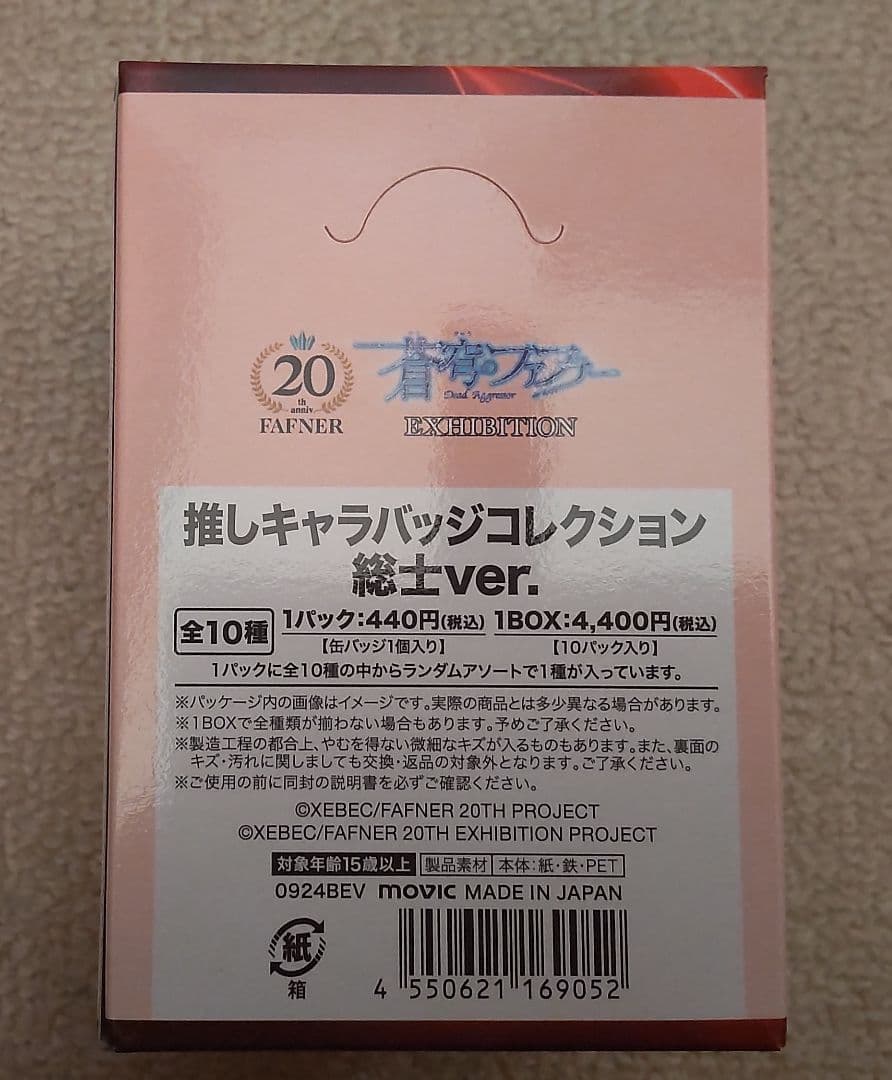 20
th
anniv.
FAFNER
蒼穹のファフナー
Dead Aggressor
EXHIBITION
推しキャラバッジコレクション
総士ver.
全10種
1パック:440円(税込) 1BOX:4,400円(税込)
【缶バッジ1個入り】 【10パック入り】
1パックに全10種の中からランダムアソートで1種が入っています。
※パッケージ内の画像はイメージです。実際の商品とは多少異なる場合があります。
※1BOXで全種類が揃わない場合もあります。予めご了承ください。
※製造工程の都合上、やむを得ない微細なキズが入るものもあります。また、裏面の
キズ・汚れに関しましても交換・返品の対象外となります。ご了承ください。
※ご使用の前に同封の説明書を必ずご確認ください。
©XEBEC/FAFNER 20TH PROJECT
©XEBEC/FAFNER 20TH EXHIBITION PROJECT
対象年齢15歳以上 製品素材 本体:紙・鉄・PET
0924BEV movic MADE IN JAPAN
紙
箱
4 550621 169052